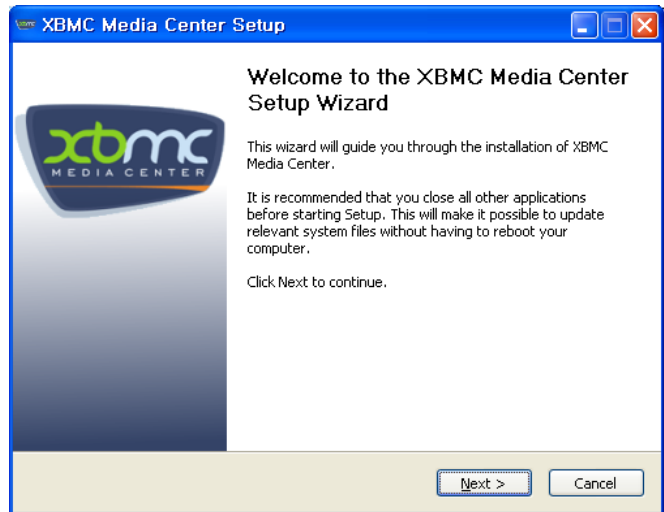 XBMC Media Center Setup
Welcome to the XBMC Media Center
Setup Wizard
xbmc
MEDIA CENTER
This wizard will guide you through the installation of XBMC
Media Center.
It is recommended that you close all other applications
before starting Setup. This will make it possible to update
relevant system files without having to reboot your
computer.
Click Next to continue.
Next >
Cancel